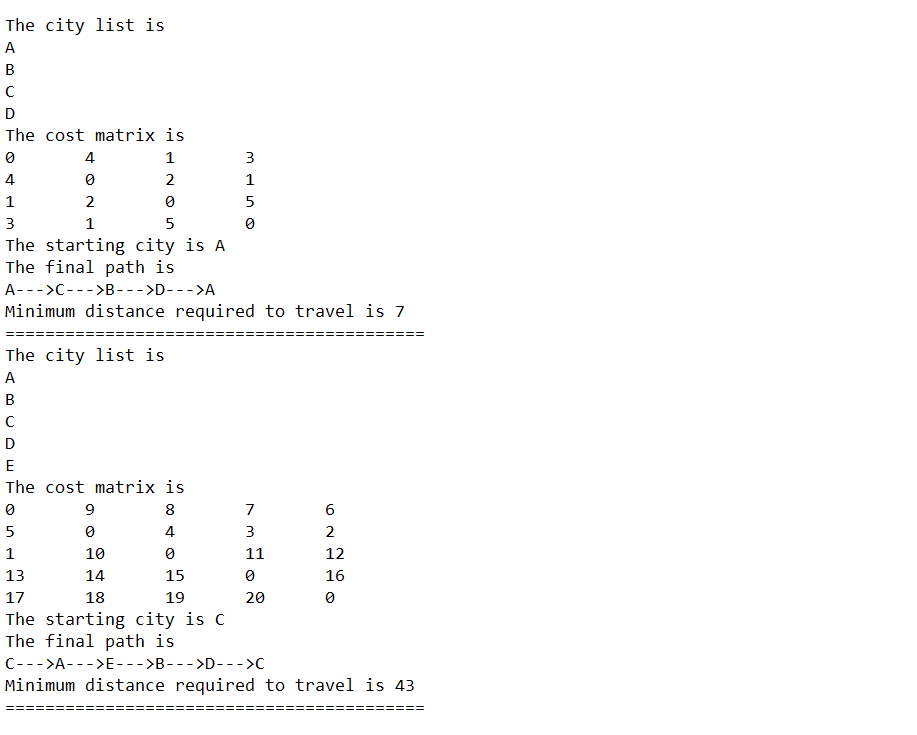 The city list is
A
B
C
D
The cost matrix is
0 4 1 3
4 0 2 1
1 2 0 5
3 1 5 0
The starting city is A
The final path is
A--->C--->B--->D--->A
Minimum distance required to travel is 7
==========================================
The city list is
A
B
C
D
E
The cost matrix is
0 9 8 7 6
5 0 4 3 2
1 10 0 11 12
13 14 15 0 16
17 18 19 20 0
The starting city is C
The final path is
C--->A--->E--->B--->D--->C
Minimum distance required to travel is 43
==========================================